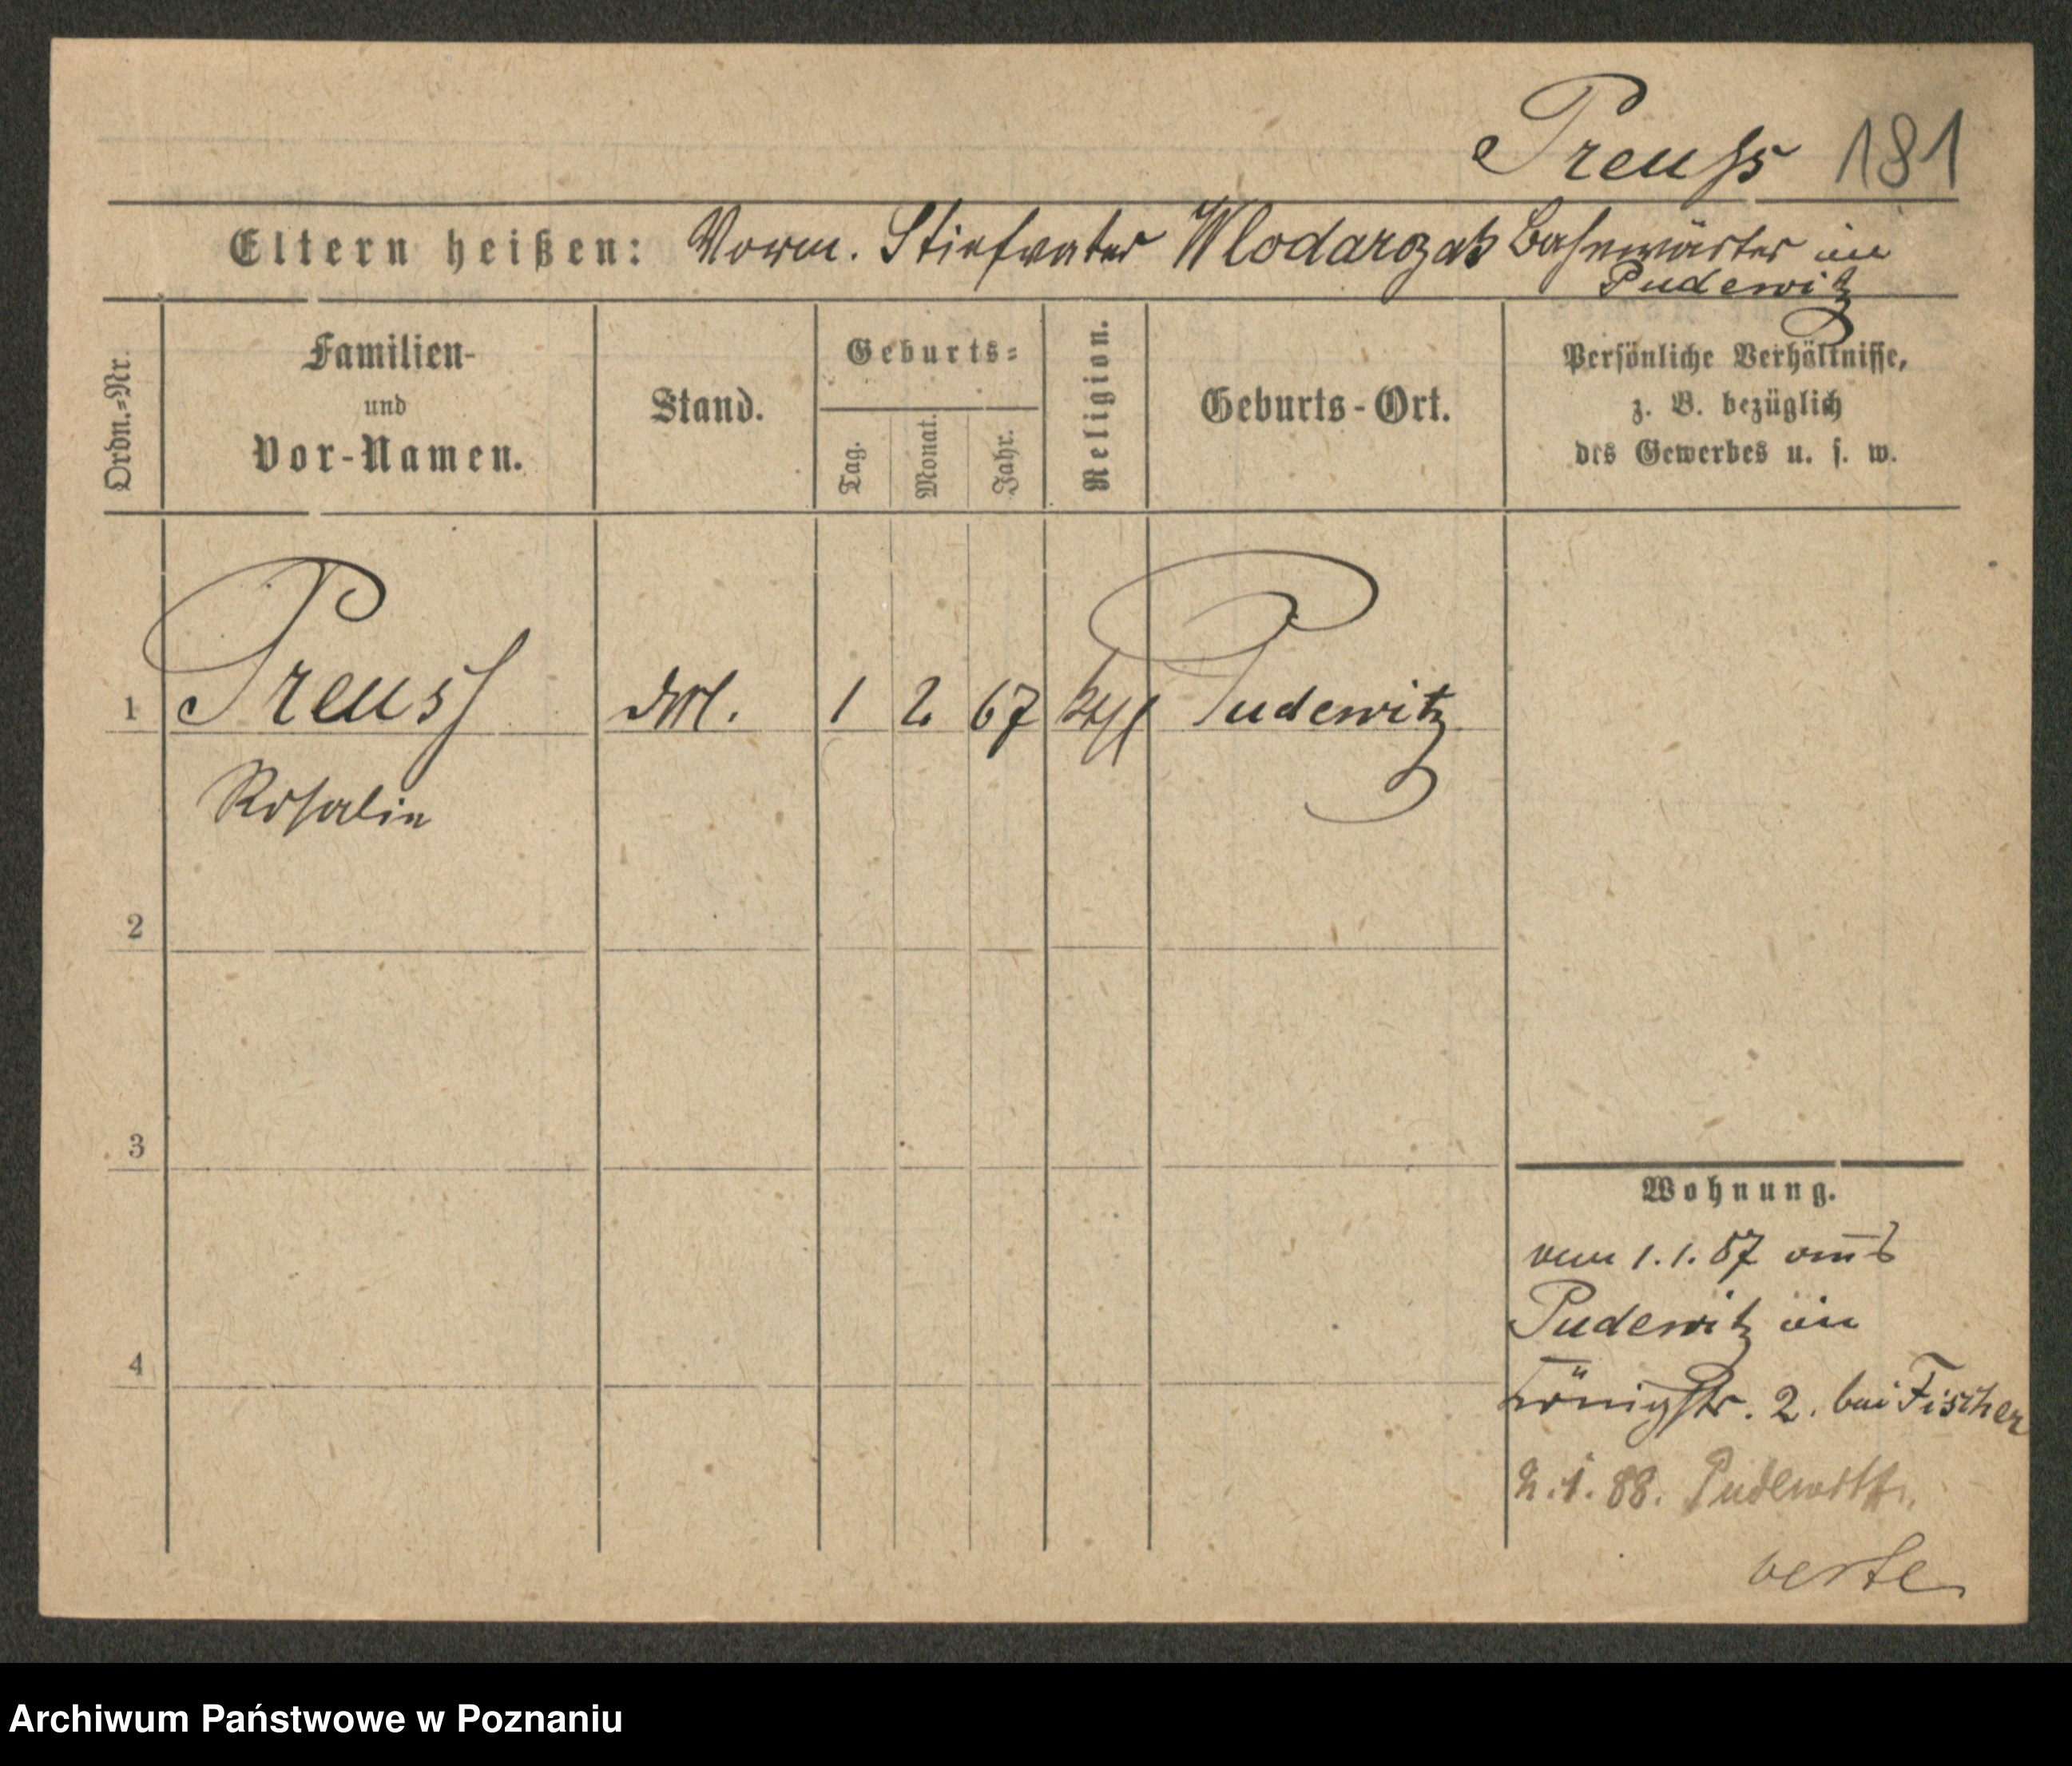 Preuss 181
Eltern heißen: Vorm. Stiefvater Wlodarczak Bahnwärter in
Pudewitz
Ordn.-Nr.
Familien-
und
Vor-Namen.
Stand.
Geburts-
Tag.
Monat.
Jahr.
Religion.
Geburts-Ort.
Persönliche Verhältnisse,
z. B. bezüglich
des Gewerbes u. s. w.
1 Preuss 1 2 67 kath Pudewitz
Rosalie
2
3
4
Wohnung.
vom 1.1.87 aus
Pudewitz in
Königstr. 2. bei Fischer
2.1.88. Pudewitz.
verte
Archiwum Państwowe w Poznaniu